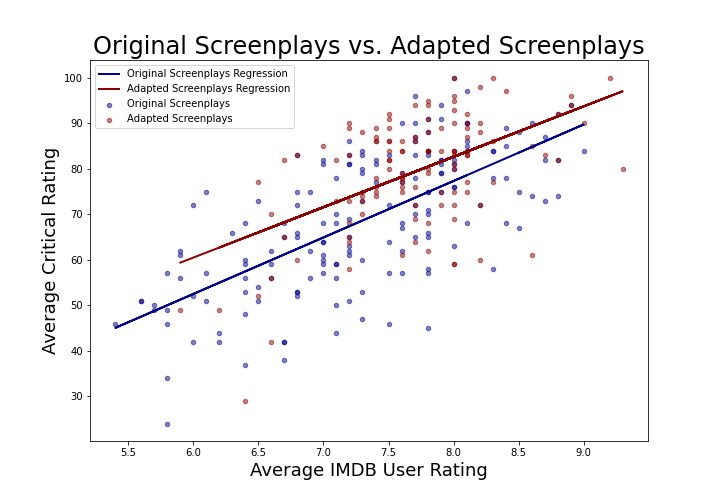 Original Screenplays vs. Adapted Screenplays
Original Screenplays Regression
Adapted Screenplays Regression
Original Screenplays
Adapted Screenplays
Average Critical Rating
100
90
80
70
60
50
40
30
5.5 6.0 6.5 7.0 7.5 8.0 8.5 9.0
Average IMDB User Rating